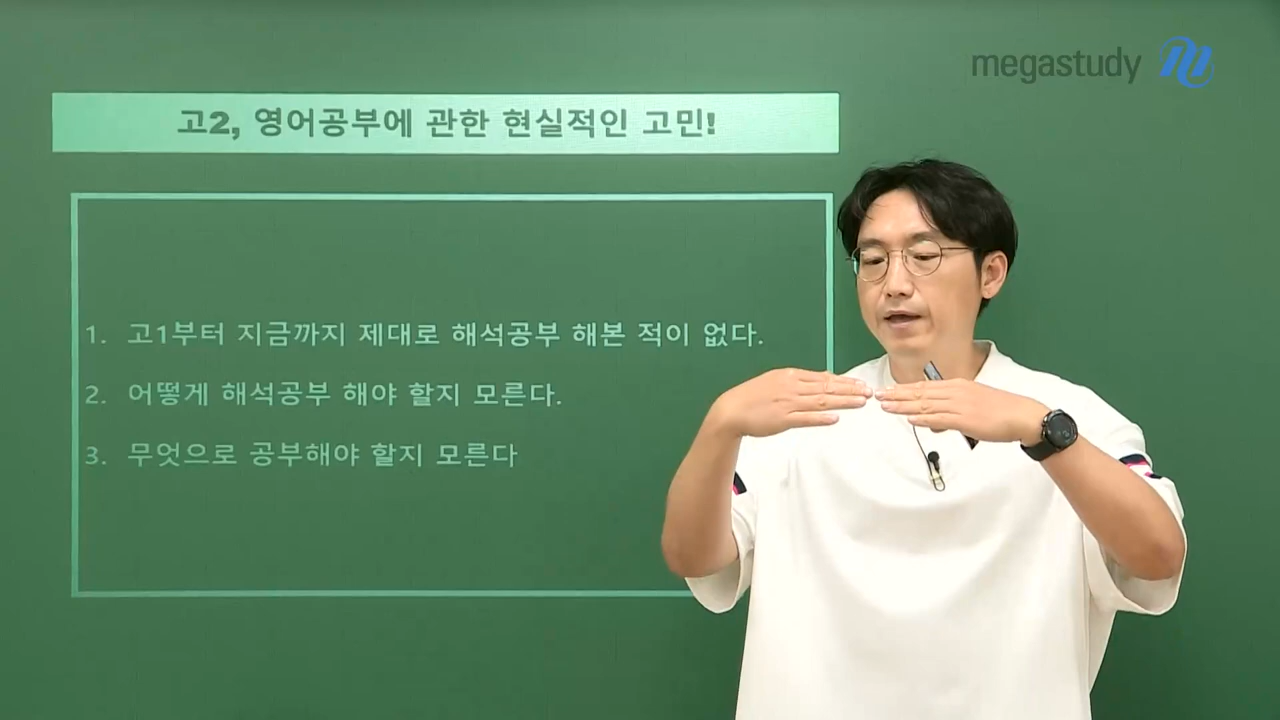 megastudy
고2, 영어공부에 관한 현실적인 고민!
1. 고1부터 지금까지 제대로 해석공부 해본 적이 없다.
2. 어떻게 해석공부 해야 할지 모른다.
3. 무엇으로 공부해야 할지 모른다